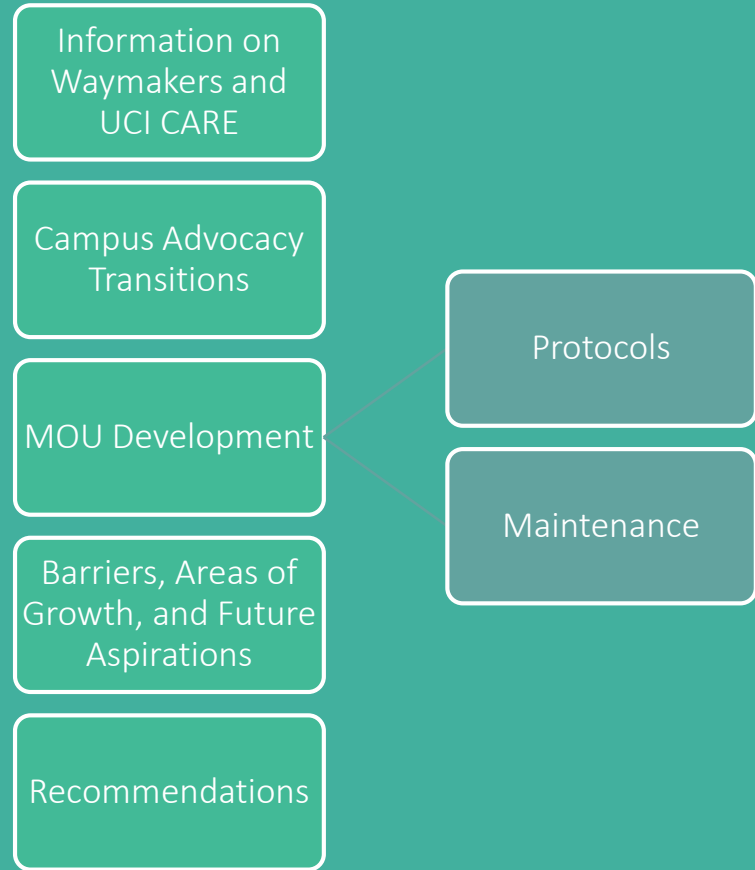 Information on
Waymakers and
UCI CARE
Campus Advocacy
Transitions
MOU Development
Protocols
Maintenance
Barriers, Areas of
Growth, and Future
Aspirations
Recommendations